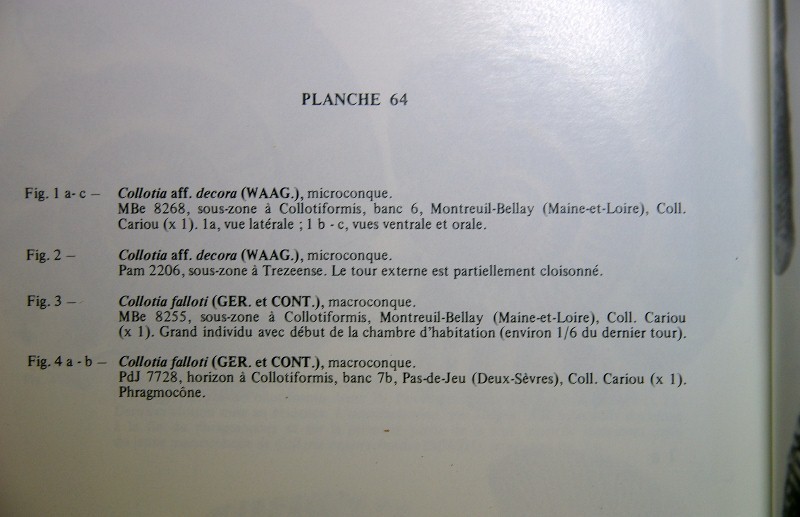 PLANCHE 64
Fig. 1 a- c – Collotia aff. decora (WAAG.), microconque.
MBe 8268, sous-zone à Collotiformis, banc 6, Montreuil-Bellay (Maine-et-Loire), Coll.
Cariou (x 1). 1a, vue latérale ; 1 b - c, vues ventrale et orale.
Fig. 2 – Collotia aff. decora (WAAG.), microconque.
Pam 2206, sous-zone à Trezeense. Le tour externe est partiellement cloisonné.
Fig. 3 – Collotia falloti (GER. et CONT.), macroconque.
MBe 8255, sous-zone à Collotiformis, Montreuil-Bellay (Maine-et-Loire), Coll. Cariou
(x 1). Grand individu avec début de la chambre d'habitation (environ 1/6 du dernier tour).
Fig. 4 a - b – Collotia falloti (GER. et CONT.), macroconque.
PdJ 7728, horizon à Collotiformis, banc 7b, Pas-de-Jeu (Deux-Sèvres), Coll. Cariou (x 1).
Phragmocône.